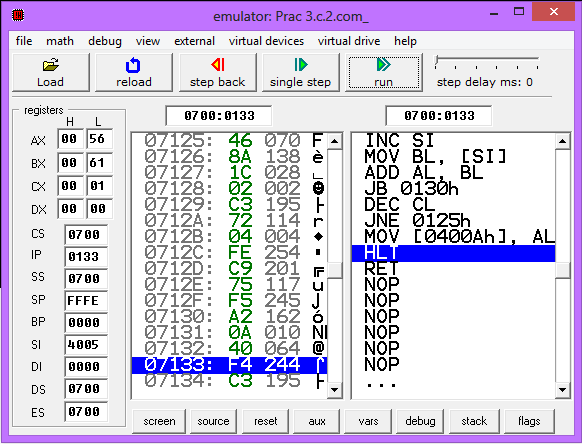 emulator: Prac 3.c.2.com_
file math debug view external virtual devices virtual drive help
Load reload step back single step run step delay ms: 0
registers
H L
AX 00 56
BX 00 61
CX 00 01
DX 00 00
CS 0700
IP 0133
SS 0700
SP FFFE
BP 0000
SI 4005
DI 0000
DS 0700
ES 0700
0700:0133
07125: 46 070 F
07126: 8A 138 è
07127: 1C 028 ∟
07128: 02 002 ☻
07129: C3 195 ├
0712A: 72 114 r
0712B: 04 004 ♦
0712C: FE 254 ■
0712D: C9 201 ╔
0712E: 75 117 u
0712F: F5 245 ⌡
07130: A2 162 ó
07131: 0A 010 NE
07132: 40 064 @
07133: F4 244 ⌠
07134: C3 195 ├
0700:0133
INC SI
MOV BL, [SI]
ADD AL, BL
JB 0130h
DEC CL
JNE 0125h
MOV [0400Ah], AL
HLT
RET
NOP
NOP
NOP
NOP
NOP
NOP
...
screen source reset aux vars debug stack flags